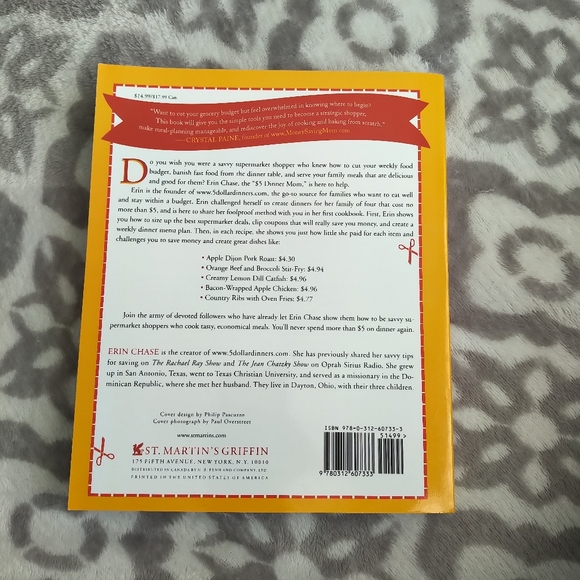 $14.99/$17.99 Can.
"Want to cut your grocery budget but feel overwhelmed in knowing where to begin?
This book will give you the simple tools you need to become a strategic shopper,
make meal-planning manageable, and rediscover the joy of cooking and baking from scratch."
—CRYSTAL PAINE, founder of www.MoneySavingMom.com
Do you wish you were a savvy supermarket shopper who knew how to cut your weekly food
budget, banish fast food from the dinner table, and serve your family meals that are delicious
and good for them? Erin Chase, the "$5 Dinner Mom," is here to help.
Erin is the founder of www.5dollardinners.com, the go-to source for families who want to eat well
and stay within a budget. Erin challenged herself to create dinners for her family of four that cost no
more than $5, and is here to share her foolproof method with you in her first cookbook. First, Erin shows
you how to size up the best supermarket deals, clip coupons that will really save you money, and create a
weekly dinner menu plan. Then, in each recipe, she shows you just how little she paid for each item and
challenges you to save money and create great dishes like:
• Apple Dijon Pork Roast: $4.30
• Orange Beef and Broccoli Stir-Fry: $4.94
• Creamy Lemon Dill Catfish: $4.96
• Bacon-Wrapped Apple Chicken: $4.96
• Country Ribs with Oven Fries: $4.77
Join the army of devoted followers who have already let Erin Chase show them how to be savvy su-
permarket shoppers who cook tasty, economical meals. You'll never spend more than $5 on dinner again.
ERIN CHASE is the creator of www.5dollardinners.com. She has previously shared her savvy tips
for saving on The Rachael Ray Show and The Jean Chatzky Show on Oprah Sirius Radio. She grew
up in San Antonio, Texas, went to Texas Christian University, and served as a missionary in the Do-
minican Republic, where she met her husband. They live in Dayton, Ohio, with their three children.
Cover design by Philip Pascuzzo
Cover photograph by Paul Overstreet
www.stmartins.com
ST. MARTIN'S GRIFFIN
175 FIFTH AVENUE, NEW YORK, N.Y. 10010
DISTRIBUTED IN CANADA BY H. B. FENN AND COMPANY, LTD.
PRINTED IN THE UNITED STATES OF AMERICA
ISBN 978-0-312-60733-3
51499>
9 780312 607333